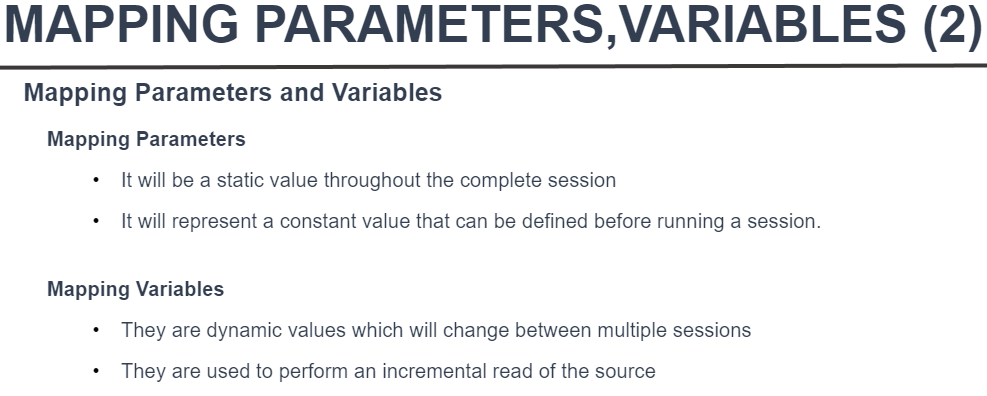 MAPPING PARAMETERS,VARIABLES (2)
Mapping Parameters and Variables
Mapping Parameters
• It will be a static value throughout the complete session
• It will represent a constant value that can be defined before running a session.
Mapping Variables
• They are dynamic values which will change between multiple sessions
• They are used to perform an incremental read of the source